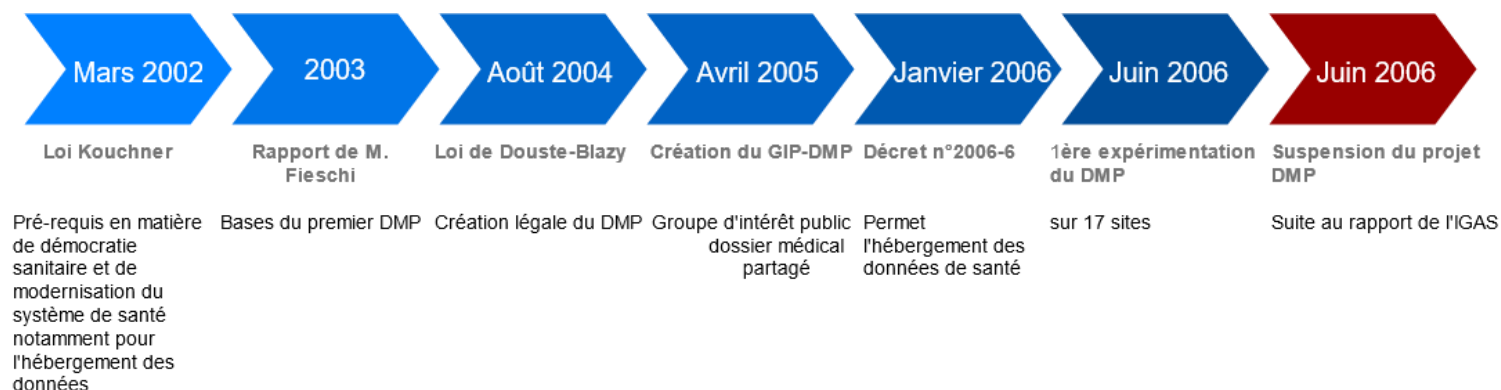 Mars 2002
2003
Août 2004
Avril 2005
Janvier 2006
Juin 2006
Juin 2006
Loi Kouchner
Rapport de M.
Fieschi
Loi de Douste-Blazy
Création du GIP-DMP
Décret n°2006-6
1ère expérimentation
du DMP
Suspension du projet
DMP
Pré-requis en matière
de démocratie
sanitaire et de
modernisation du
système de santé
notamment pour
l'hébergement des
données
Bases du premier DMP
Création légale du DMP
Groupe d'intérêt public
dossier médical
partagé
Permet
l'hébergement des
données de santé
sur 17 sites
Suite au rapport de l'IGAS